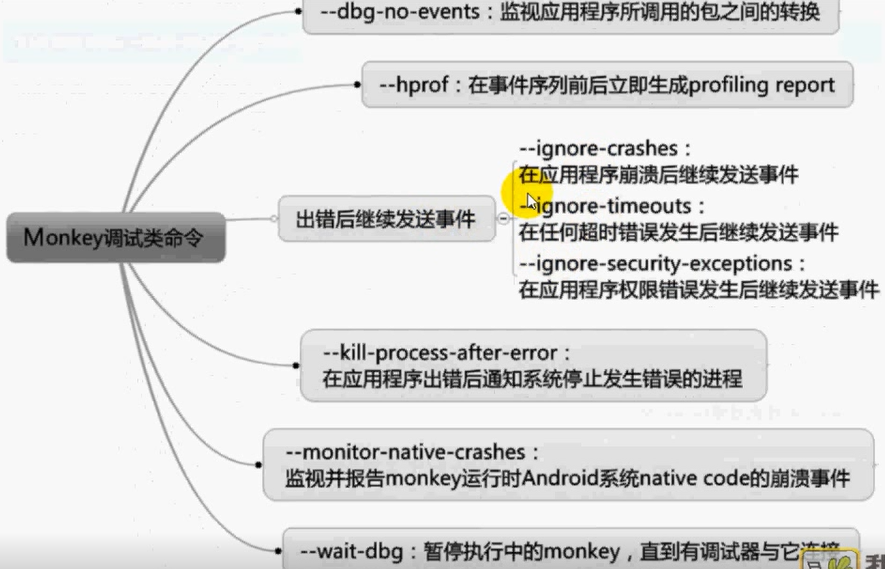 --dbg-no-events：监视应用程序所调用的包之间的转换
--hprof：在事件序列前后立即生成profiling report
--ignore-crashes：
在应用程序崩溃后继续发送事件
出错后继续发送事件
--ignore-timeouts：
在任何超时错误发生后继续发送事件
--ignore-security-exceptions：
在应用程序权限错误发生后继续发送事件
Monkey调试类命令
--kill-process-after-error：
在应用程序出错后通知系统停止发生错误的进程
--monitor-native-crashes：
监视并报告monkey运行时Android系统native code的崩溃事件
--wait-dbg：暂停执行中的monkey，直到有调试器与它连接